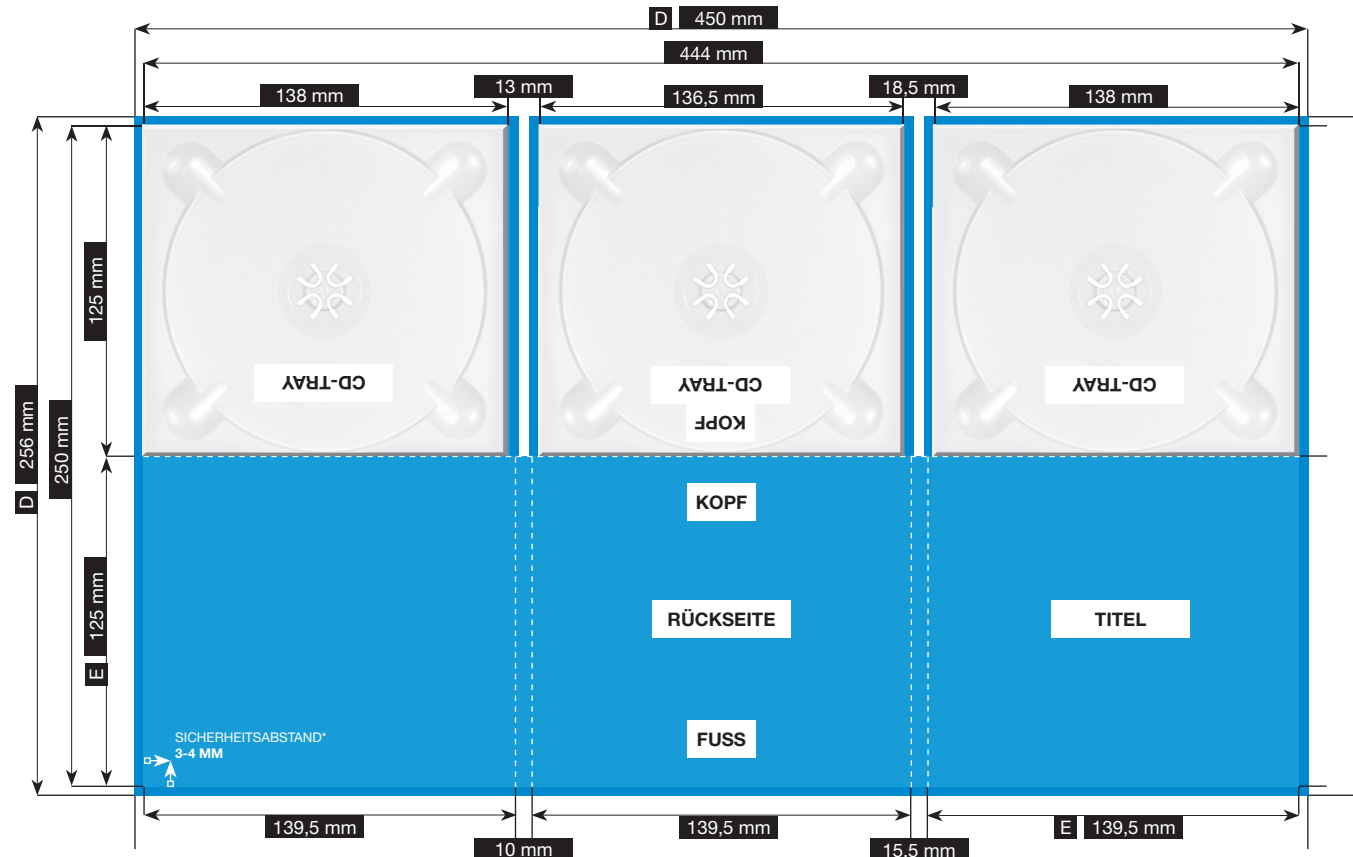 D 450 mm
444 mm
138 mm
13 mm
136,5 mm
18,5 mm
138 mm
D 256 mm
250 mm
125 mm
CD-TRAY
CD-TRAY
CD-TRAY
KOPF
KOPF
E 125 mm
RÜCKSEITE
TITEL
SICHERHEITSABSTAND*
3-4 MM
FUSS
139,5 mm
10 mm
139,5 mm
15,5 mm
E 139,5 mm